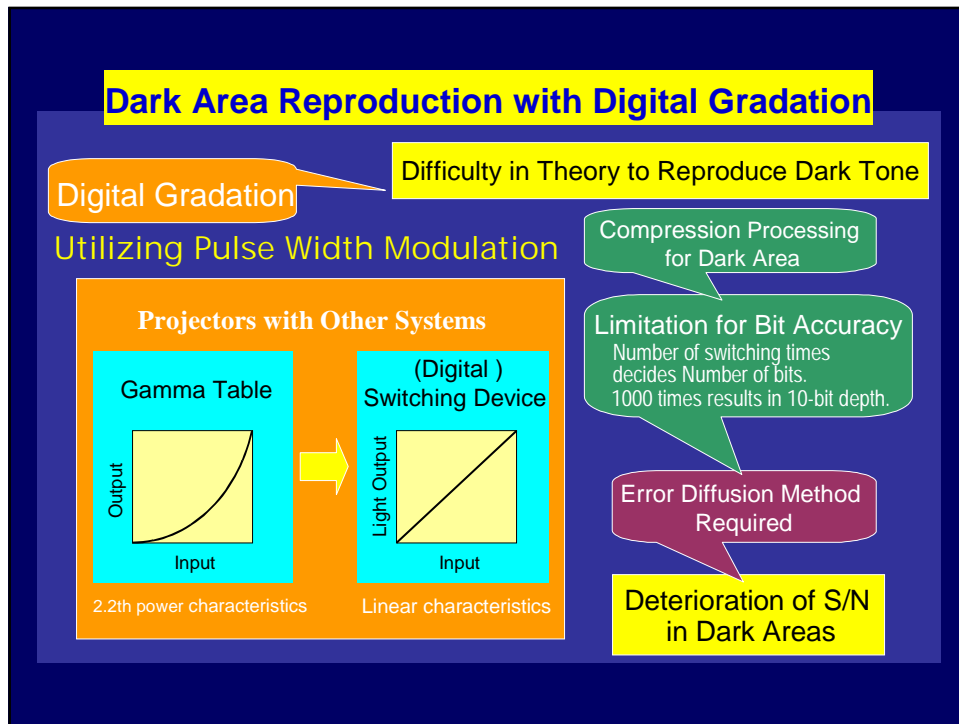 Dark Area Reproduction with Digital Gradation
Difficulty in Theory to Reproduce Dark Tone
Digital Gradation
Utilizing Pulse Width Modulation
Projectors with Other Systems
Gamma Table
Output
Input
2.2th power characteristics
(Digital )
Switching Device
Light Output
Input
Linear characteristics
Compression Processing
for Dark Area
Limitation for Bit Accuracy
Number of switching times
decides Number of bits.
1000 times results in 10-bit depth.
Error Diffusion Method
Required
Deterioration of S/N
in Dark Areas